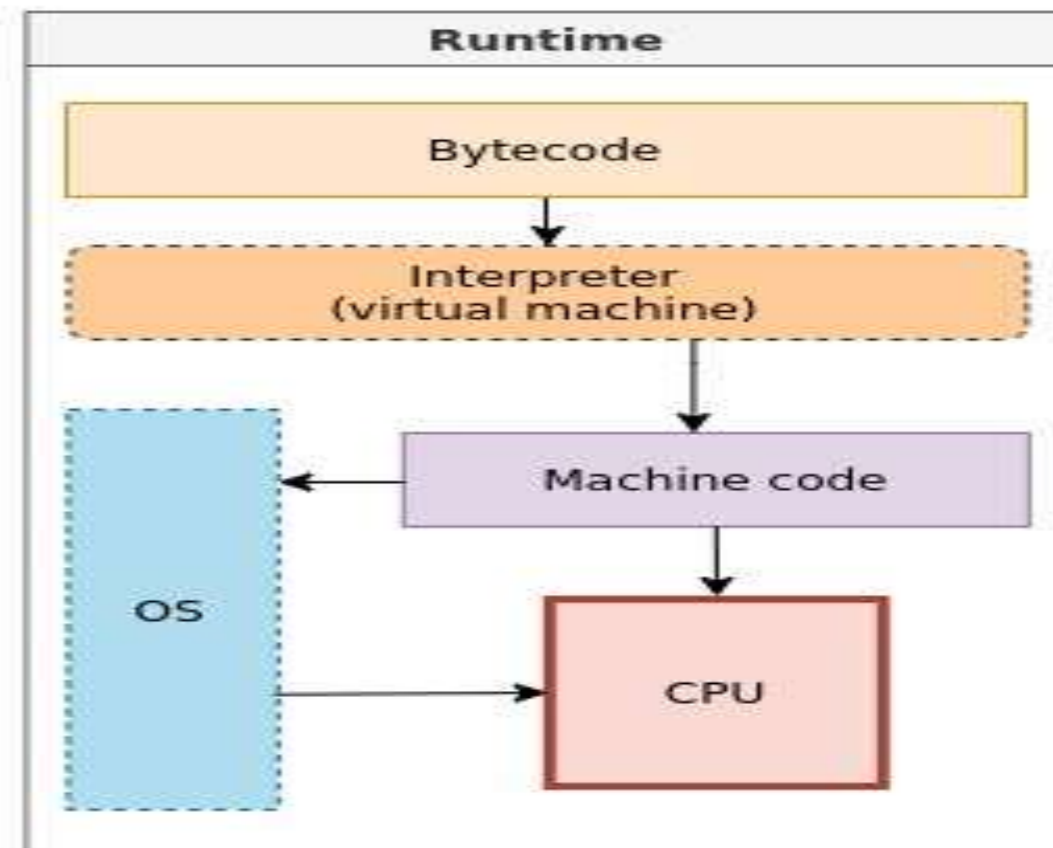 Runtime
Bytecode
Interpreter
(virtual machine)
Machine code
OS
CPU